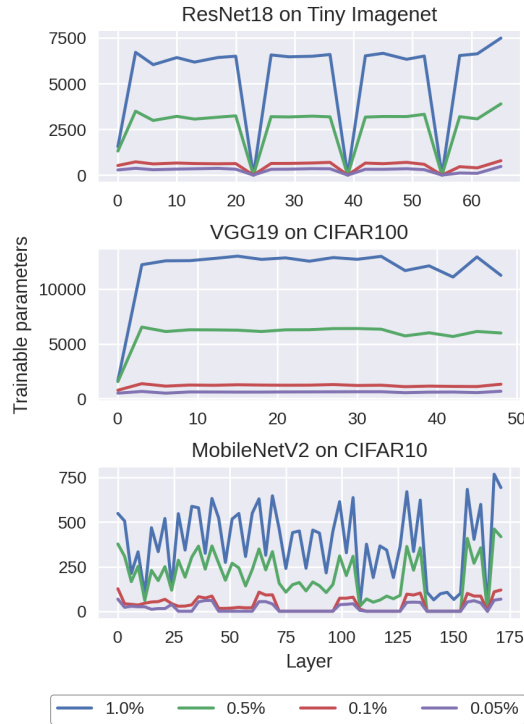 ResNet18 on Tiny Imagenet
7500
5000
2500
0
0 10 20 30 40 50 60
VGG19 on CIFAR100
Trainable parameters
10000
5000
0
0 10 20 30 40 50
MobileNetV2 on CIFAR10
750
500
250
0
0 25 50 75 100 125 150 175
Layer
1.0% 0.5% 0.1% 0.05%